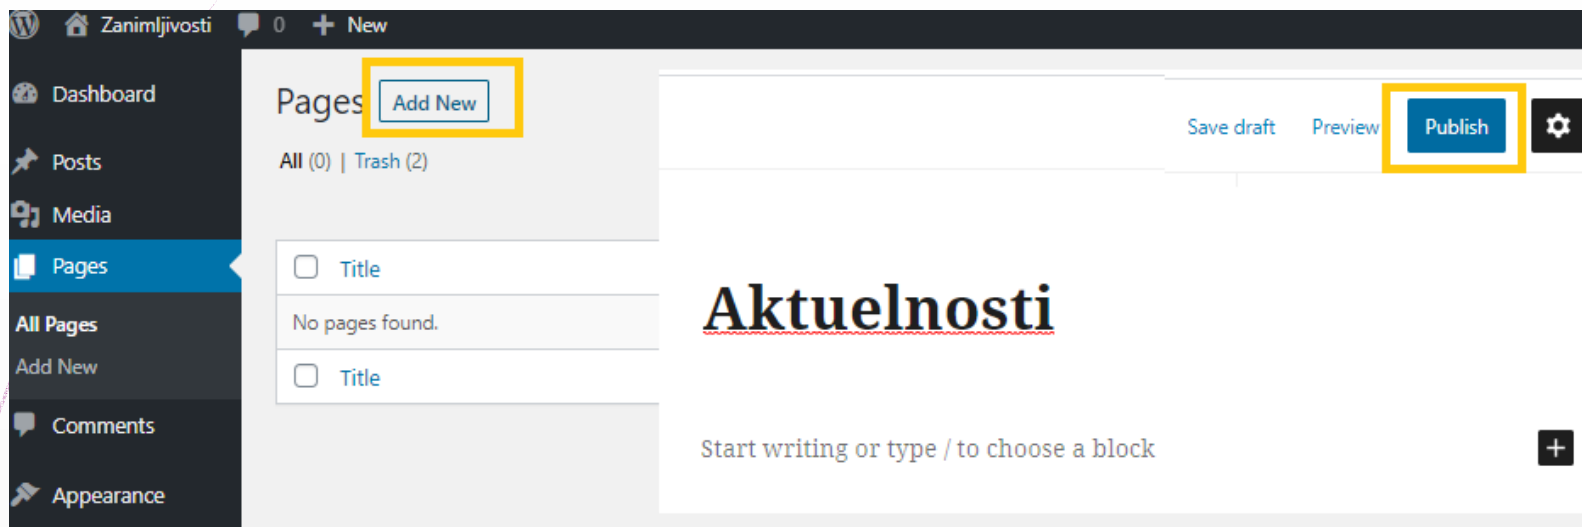 Zanimljivosti 0 + New
Dashboard
Posts
Media
Pages
All Pages
Add New
Comments
Appearance
Pages Add New
All (0) | Trash (2)
Title
No pages found.
Title
Save draft Preview Publish
Aktuelnosti
Start writing or type / to choose a block